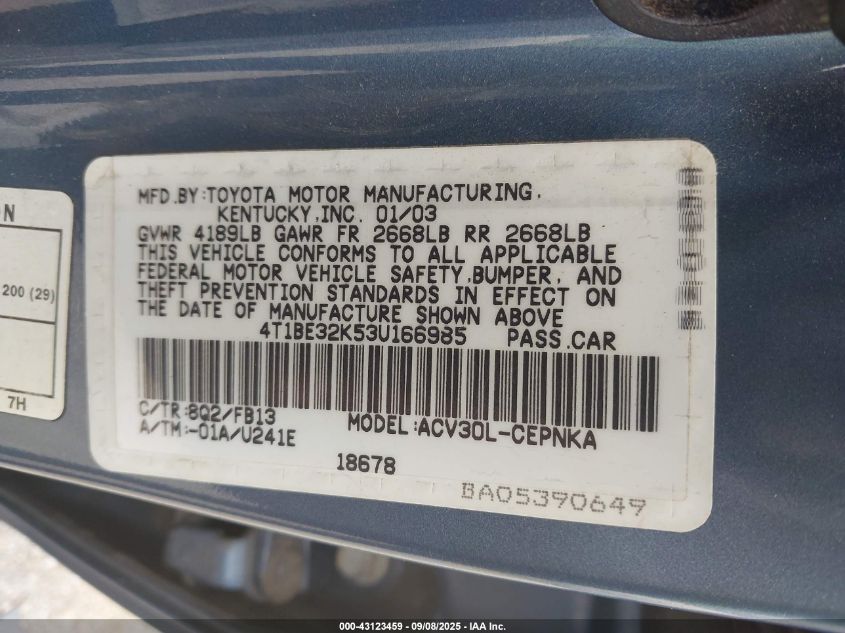 MFD.BY:TOYOTA MOTOR MANUFACTURING,
KENTUCKY,INC. 01/03
GVWR 4189LB GAWR FR 2668LB RR 2668LB
THIS VEHICLE CONFORMS TO ALL APPLICABLE
FEDERAL MOTOR VEHICLE SAFETY,BUMPER, AND
THEFT PREVENTION STANDARDS IN EFFECT ON
THE DATE OF MANUFACTURE SHOWN ABOVE
4T1BE32K53U166985 PASS.CAR
C/TR:8Q2/FB13 MODEL:ACV30L-CEPNKA
A/TM:-01A/U241E
18678
BA05390649
200 (29)
7H
000-43123459 - 09/08/2025 - IAA Inc.